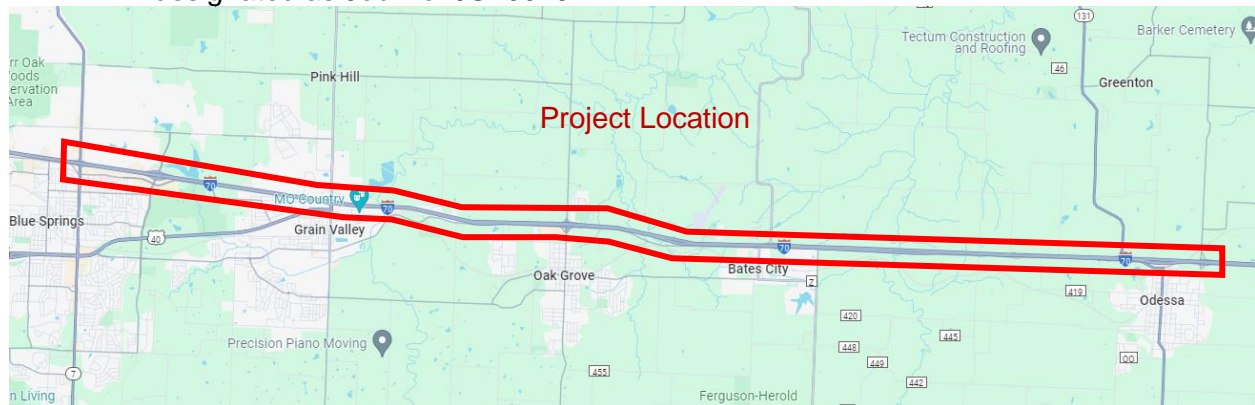 131
Tectum Construction
and Roofing
Barker Cemetery
46
Pink Hill
Greenton
Project Location
70
MO Country
70
Blue Springs
40
Grain Valley
70
Bates City
70
Oak Grove
Z
419
Odessa
420
Precision Piano Moving
448
445
449
OO
7
455
442
n Living
Ferguson-Herold